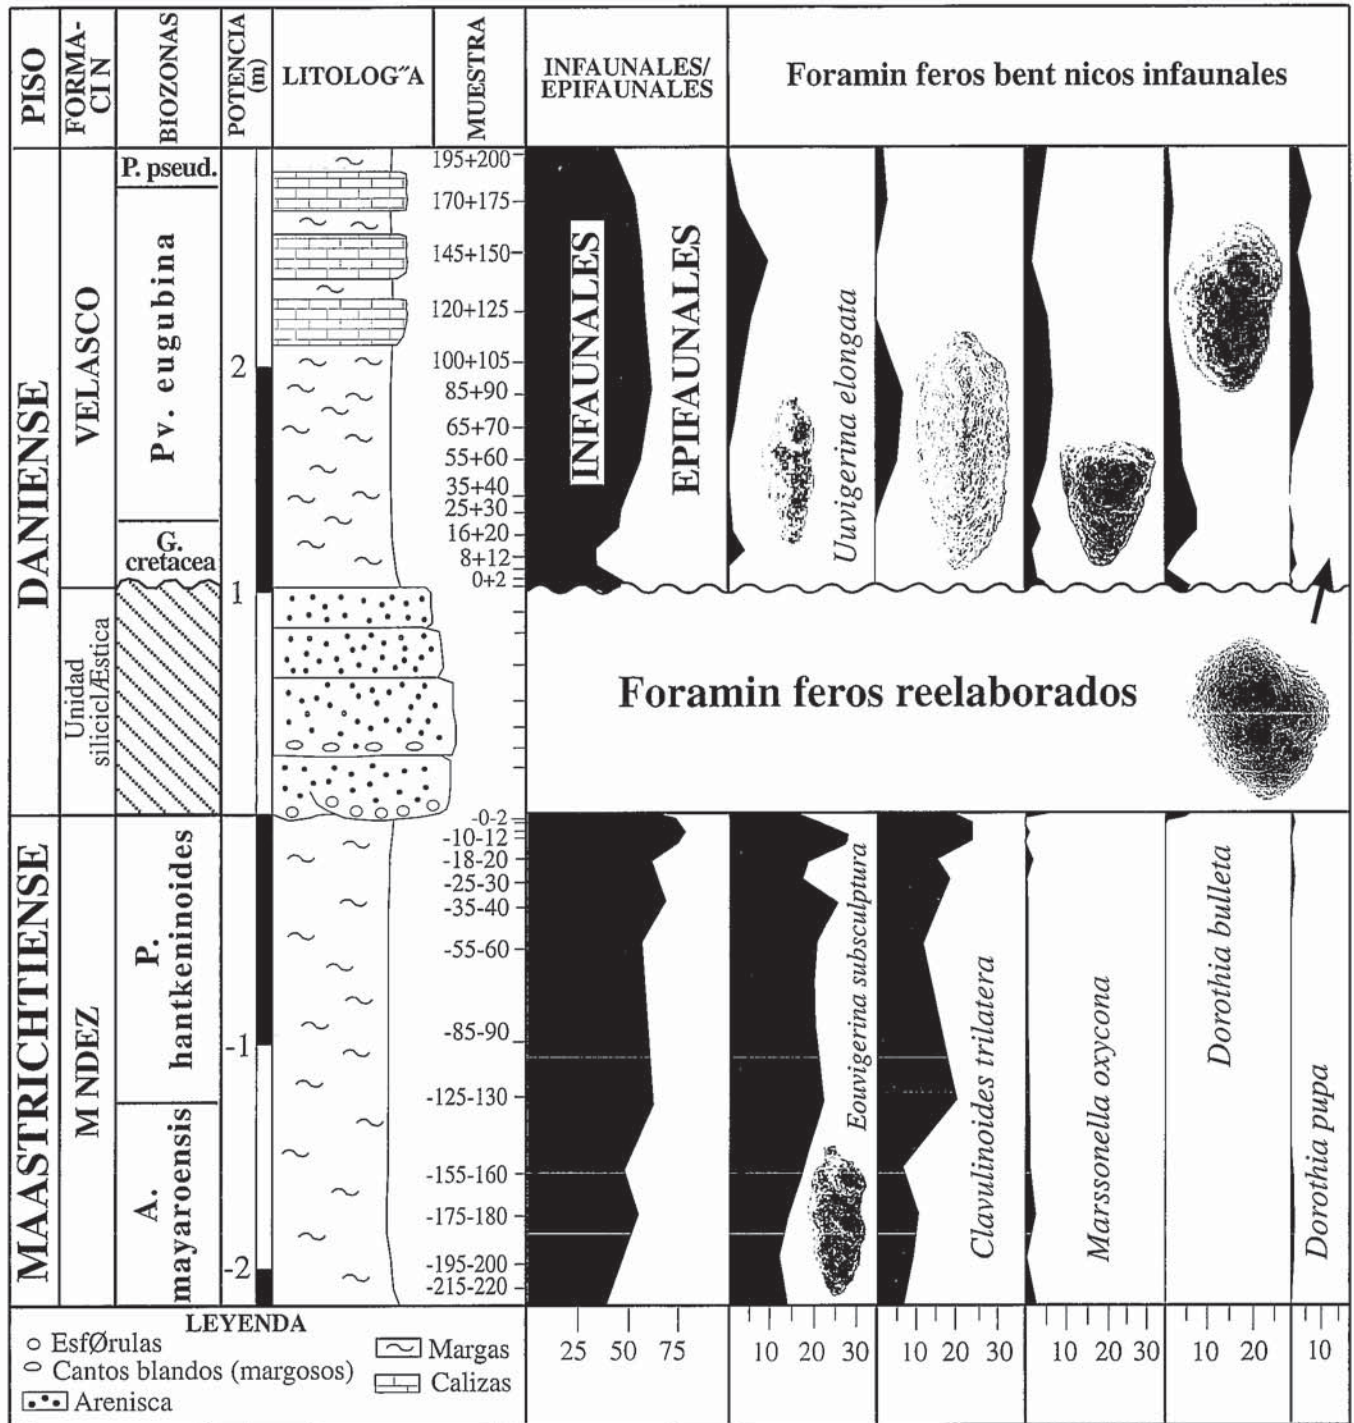 PISO
FORMA-
CI N
BIOZONAS
POTENCIA
(m)
LITOLOG˝A
MUESTRA
INFAUNALES/
EPIFAUNALES
Foramin feros bent nicos infaunales
DANIENSE
VELASCO
P. pseud.
Pv. eugubina
G.
cretacea
2
1
195+200
170+175
145+150
120+125
100+105
85+90
65+70
55+60
35+40
25+30
16+20
8+12
0+2
INFAUNALES
EPIFAUNALES
Uuvigerina elongata
Unidad
siliciclÆstica
Foramin feros reelaborados
MAASTRICHTIENSE
M NDEZ
P.
hantkeninoides
A.
mayaroensis
-1
-2
-0-2
-10-12
-18-20
-25-30
-35-40
-55-60
-85-90
-125-130
-155-160
-175-180
-195-200
-215-220
Eouvigerina subsculptura
Clavulinoides trilatera
Marssonella oxycona
Dorothia bulleta
Dorothia pupa
25 50 75
10 20 30
10 20 30
10 20 30
10 20
10
LEYENDA
EsfØrulas
Cantos blandos (margosos)
Arenisca
Margas
Calizas